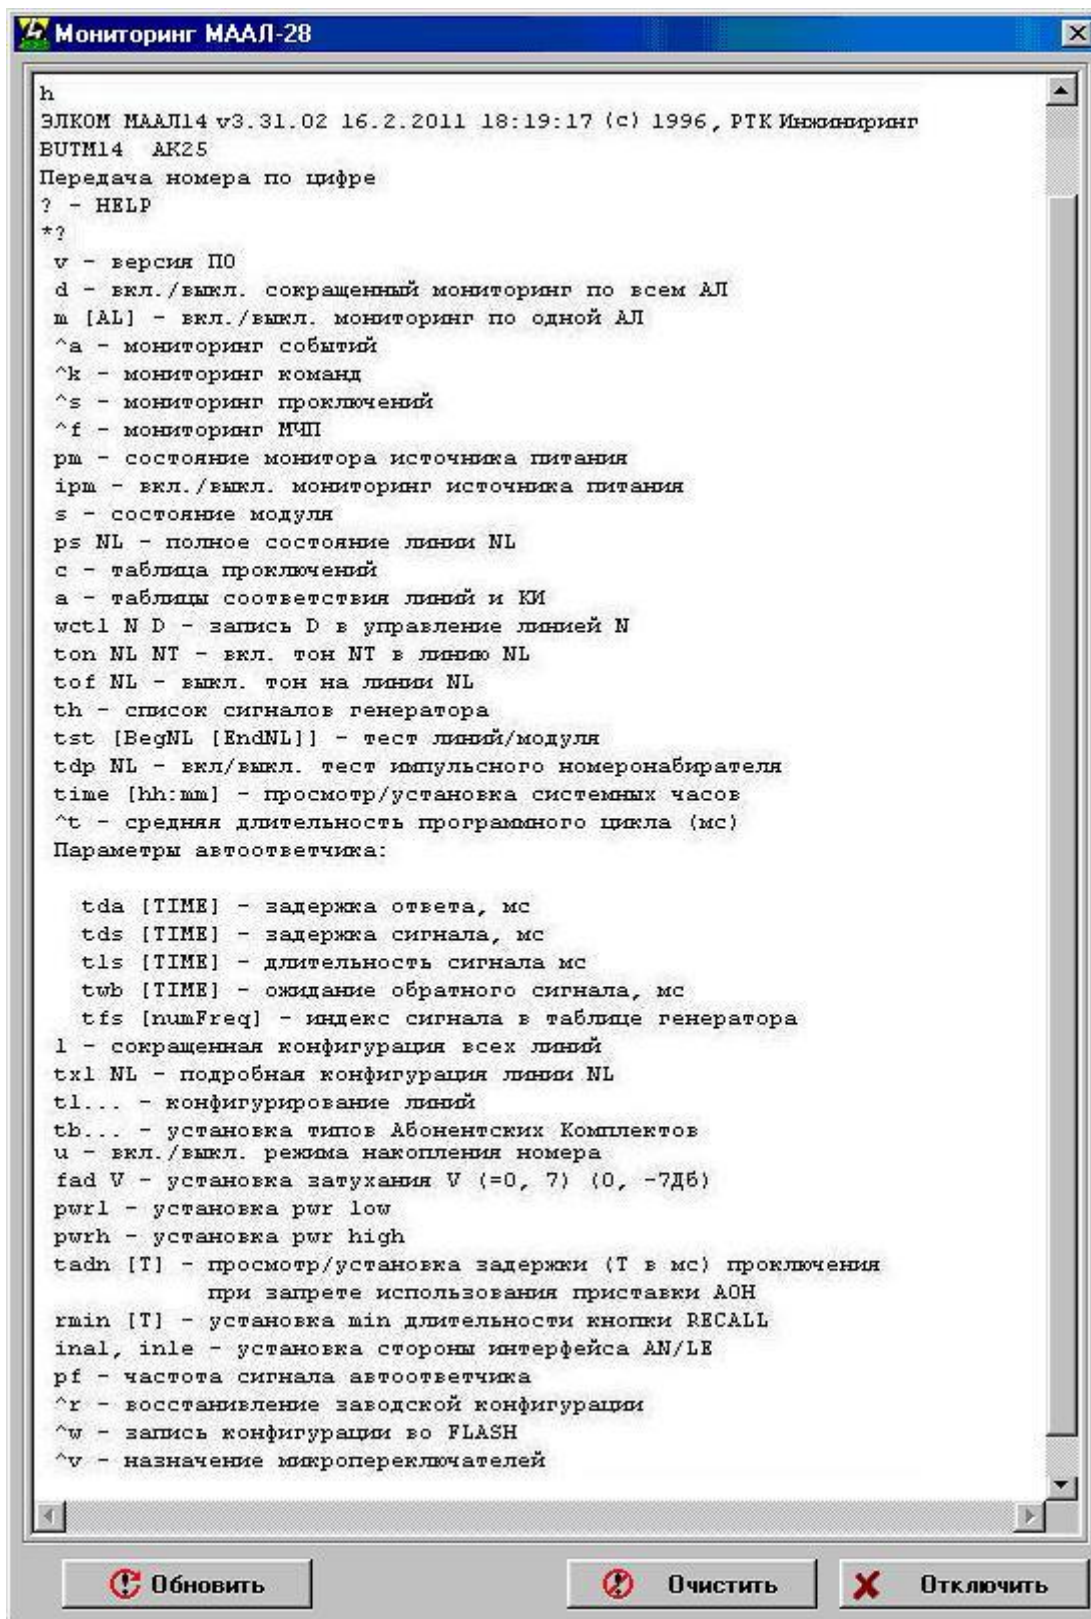 Мониторинг МААЛ-28
h
ЭЛКОМ МААЛ14 v3.31.02 16.2.2011 18:19:17 (c) 1996, РТК Инжиниринг
BUTM14 AK25
Передача номера по цифре
? - HELP
*?
v - версия ПО
d - вкл./выкл. сокращенный мониторинг по всем АЛ
m [AL] - вкл./выкл. мониторинг по одной АЛ
^a - мониторинг событий
^k - мониторинг команд
^s - мониторинг проключений
^f - мониторинг МЧП
pm - состояние монитора источника питания
ipm - вкл./выкл. мониторинг источника питания
s - состояние модуля
ps NL - полное состояние линии NL
c - таблица проключений
a - таблицы соответствия линий и КИ
wctl N D - запись D в управление линией N
ton NL NT - вкл. тон NT в линию NL
tof NL - выкл. тон на линии NL
th - список сигналов генератора
tst [BegNL [EndNL]] - тест линий/модуля
tdp NL - вкл/выкл. тест импульсного номеронабирателя
time [hh:mm] - просмотр/установка системных часов
^t - средняя длительность программного цикла (мс)
Параметры автоответчика:
tda [TIME] - задержка ответа, мс
tds [TIME] - задержка сигнала, мс
tls [TIME] - длительность сигнала мс
twb [TIME] - ожидание обратного сигнала, мс
tfs [numFreq] - индекс сигнала в таблице генератора
l - сокращенная конфигурация всех линий
txl NL - подробная конфигурация линии NL
tl... - конфигурирование линий
tb... - установка типов Абонентских Комплектов
u - вкл./выкл. режима накопления номера
fad V - установка затухания V (=0, 7) (0, -7Дб)
pwrl - установка pwr low
pwrh - установка pwr high
tadn [T] - просмотр/установка задержки (T в мс) проключения
при запрете использования приставки АОН
rmin [T] - установка min длительности кнопки RECALL
inal, inle - установка стороны интерфейса AN/LE
pf - частота сигнала автоответчика
^r - восстанивление заводской конфигурации
^w - запись конфигурации во FLASH
^v - назначение микропереключателей
Обновить Очистить Отключить